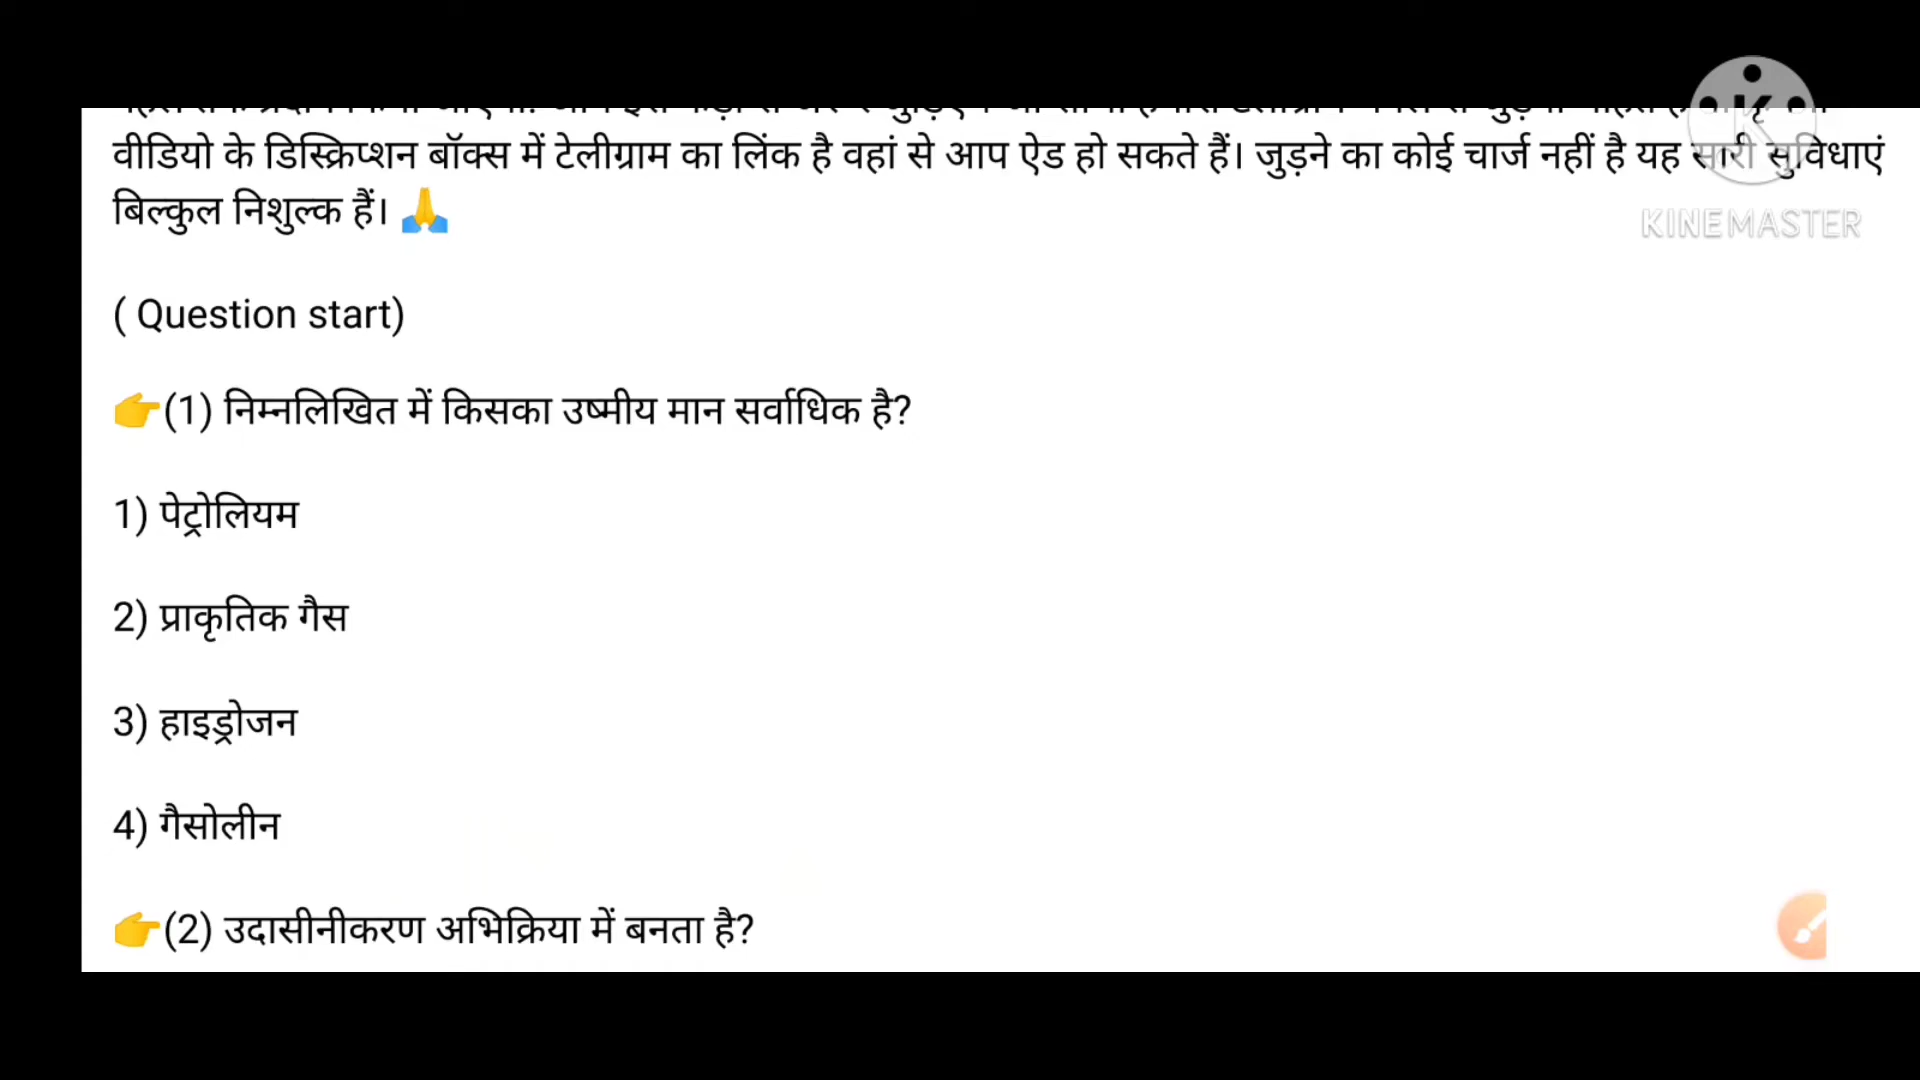 वीडियो के डिस्क्रिप्शन बॉक्स में टेलीग्राम का लिंक है वहां से आप ऐड हो सकते हैं। जुड़ने का कोई चार्ज नहीं है यह सारी सुविधाएं
बिल्कुल निशुल्क हैं। 🙏
K
KINEMASTER
( Question start)
👉(1) निम्नलिखित में किसका उष्मीय मान सर्वाधिक है?
1) पेट्रोलियम
2) प्राकृतिक गैस
3) हाइड्रोजन
4) गैसोलीन
👉(2) उदासीनीकरण अभिक्रिया में बनता है?